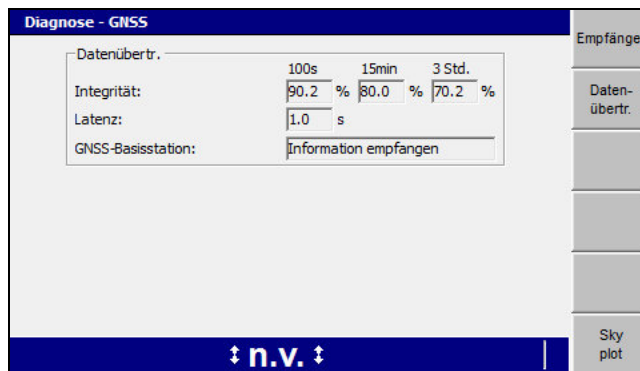 Diagnose - GNSS
Datenübertr.
100s 15min 3 Std.
Integrität: 90.2 % 80.0 % 70.2 %
Latenz: 1.0 s
GNSS-Basisstation: Information empfangen
n.v.
Empfänge
Daten-
übertr.
Sky
plot